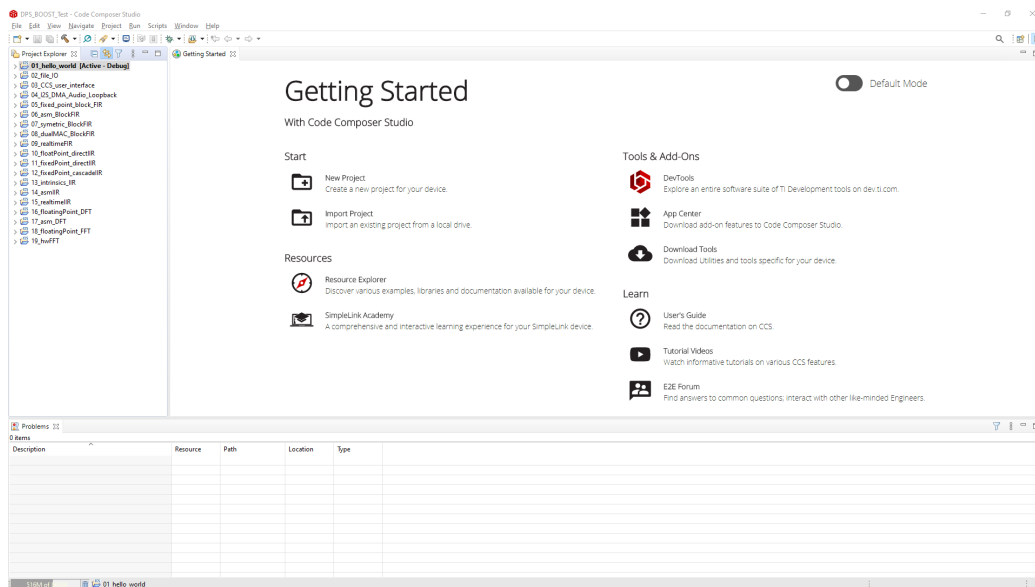 DPS_BOOST_Test - Code Composer Studio
File Edit View Navigate Project Run Scripts Window Help
Project Explorer
Getting Started
01_hello_world [Active - Debug]
02_file_IO
03_CCS_user_interface
04_I2S_DMA_Audio_Loopback
05_fixed_point_block_FIR
06_asm_BlockFIR
07_symetric_BlockFIR
08_dualMAC_BlockFIR
09_realtimeFIR
10_floatPoint_directIIR
11_fixedPoint_directIIR
12_fixedPoint_cascadeIIR
13_intrinsics_IIR
14_asmIIR
15_realtimeIIR
16_floatingPoint_DFT
17_asm_DFT
18_floatingPoint_FFT
19_hwFFT
Getting Started
Default Mode
With Code Composer Studio
Start
New Project
Create a new project for your device.
Import Project
Import an existing project from a local drive.
Resources
Resource Explorer
Discover various examples, libraries and documentation available for your device.
SimpleLink Academy
A comprehensive and interactive learning experience for your SimpleLink device.
Tools & Add-Ons
DevTools
Explore an entire software suite of TI Development tools on dev.ti.com.
App Center
Download add-on features to Code Composer Studio.
Download Tools
Download Utilities and tools specific for your device.
Learn
User's Guide
Read the documentation on CCS.
Tutorial Videos
Watch informative tutorials on various CCS features.
E2E Forum
Find answers to common questions; interact with other like-minded Engineers.
Problems
0 items
Description Resource Path Location Type
516M of 01_hello_world